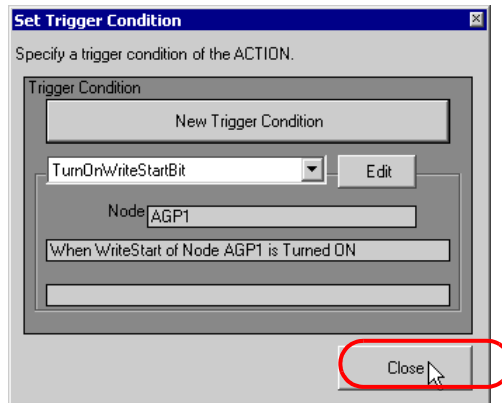 Set Trigger Condition
Specify a trigger condition of the ACTION.
Trigger Condition
New Trigger Condition
TurnOnWriteStartBit
Edit
Node AGP1
When WriteStart of Node AGP1 is Turned ON
Close